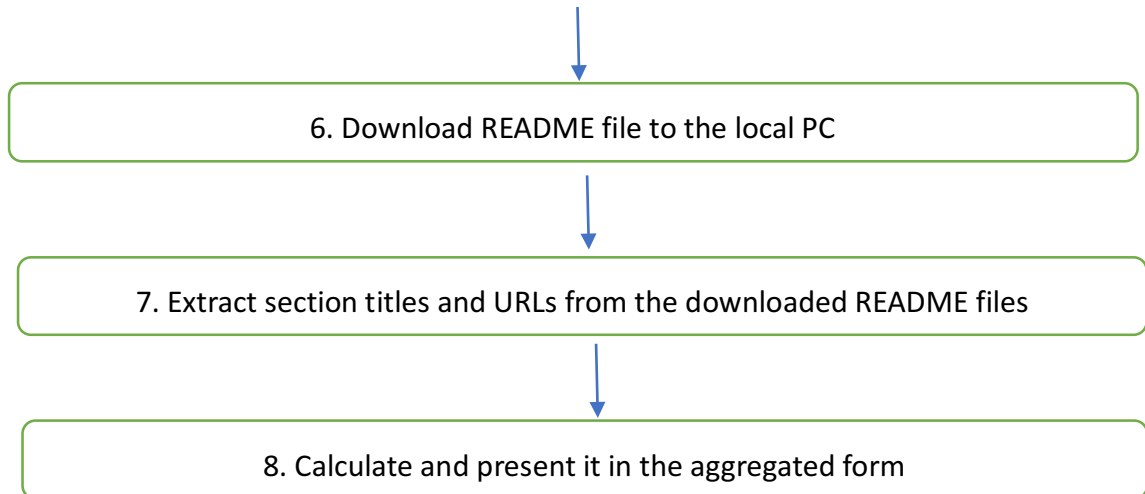 6. Download README file to the local PC
7. Extract section titles and URLs from the downloaded README files
8. Calculate and present it in the aggregated form